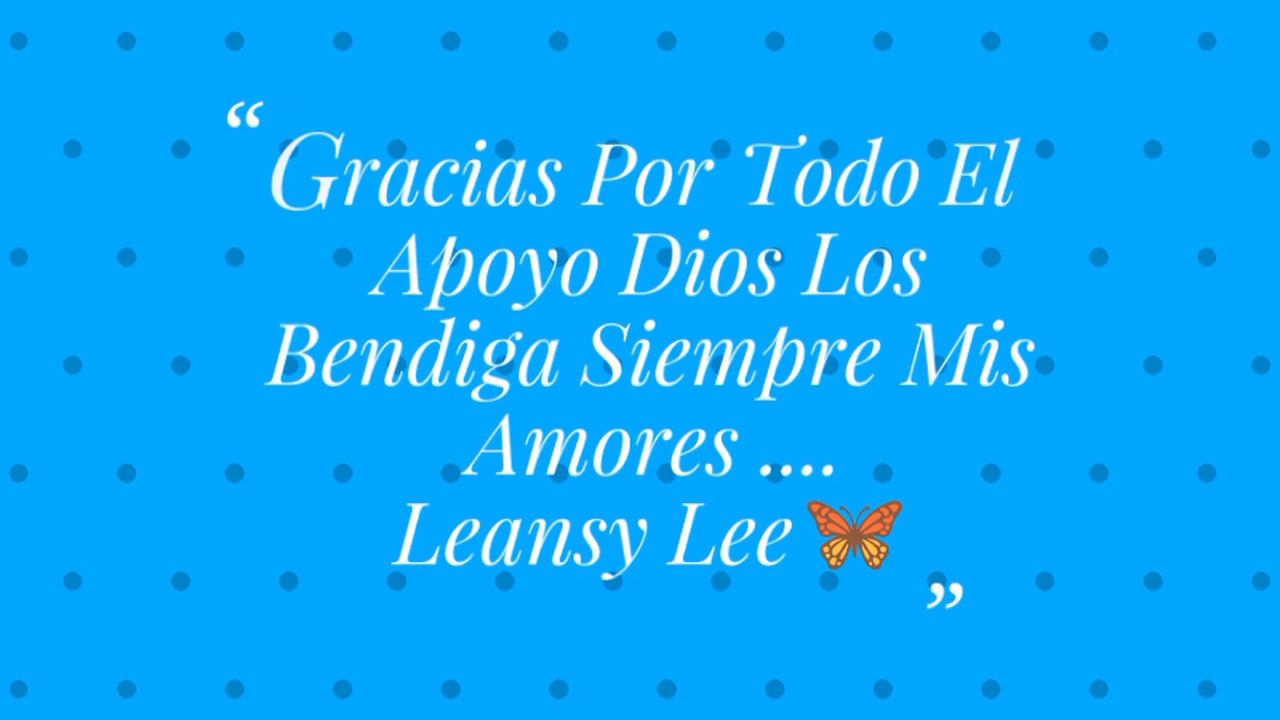 “Gracias Por Todo El
Apoyo Dios Los
Bendiga Siempre Mis
Amores ....
Leansy Lee 🦋
”